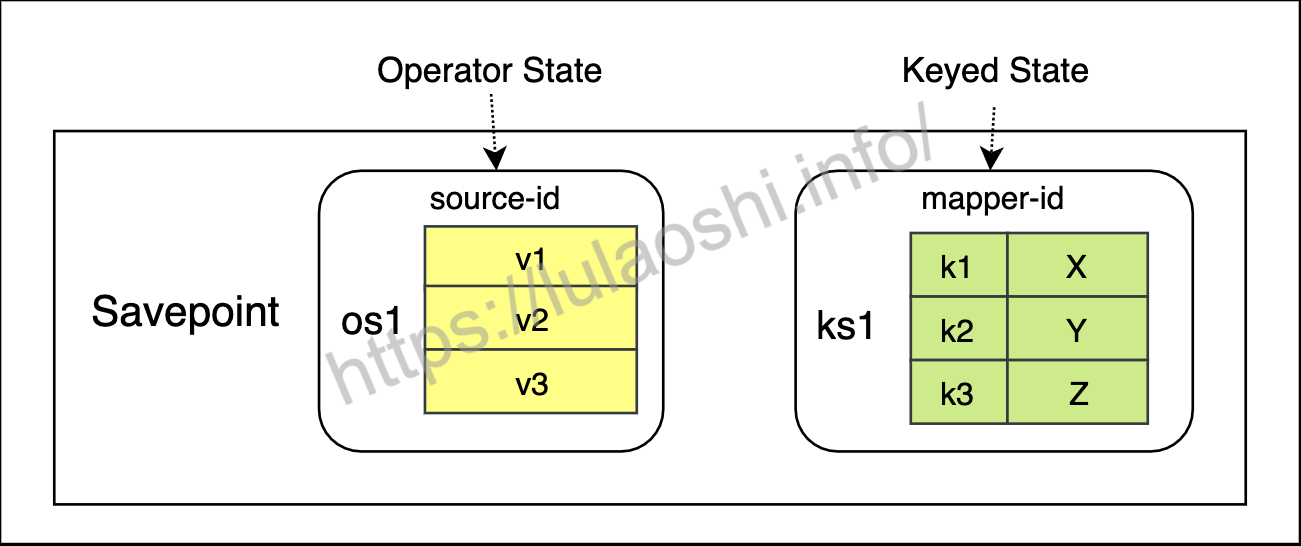 Operator State
Keyed State
Savepoint
source-id
os1
v1
v2
v3
mapper-id
ks1
k1 X
k2 Y
k3 Z
https://lulaoshi.info/